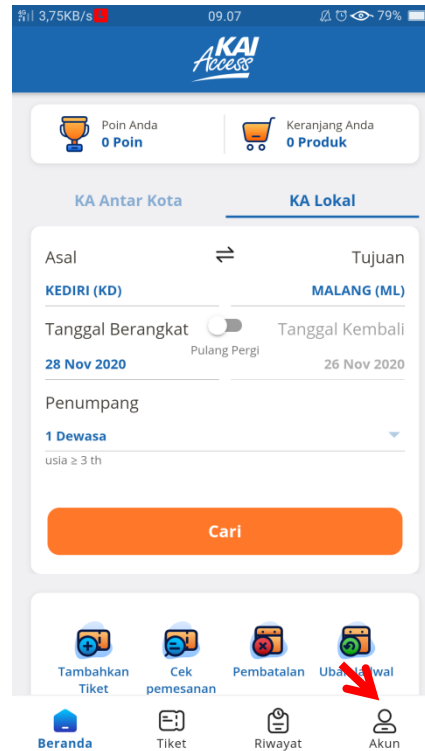 3,75KB/s 09.07 79%
KAI
Access
Poin Anda
0 Poin
Keranjang Anda
0 Produk
KA Antar Kota KA Lokal
Asal Tujuan
KEDIRI (KD) MALANG (ML)
Tanggal Berangkat Tanggal Kembali
Pulang Pergi
28 Nov 2020 26 Nov 2020
Penumpang
1 Dewasa
usia ≥ 3 th
Cari
Tambahkan Tiket
Cek pemesanan
Pembatalan
Ubah Jadwal
Beranda Tiket Riwayat Akun